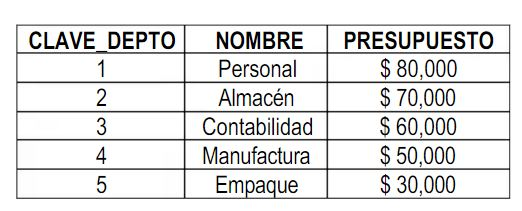 CLAVE_DEPTO NOMBRE PRESUPUESTO
1 Personal $ 80,000
2 Almacén $ 70,000
3 Contabilidad $ 60,000
4 Manufactura $ 50,000
5 Empaque $ 30,000